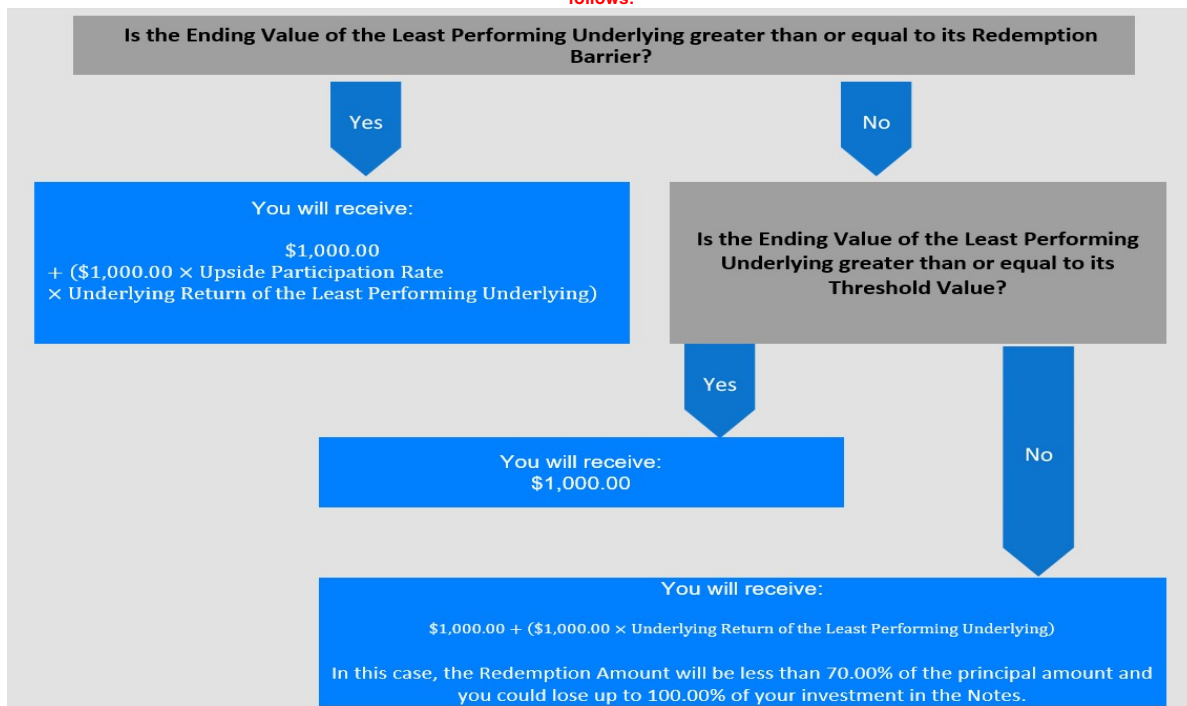 follows:
Is the Ending Value of the Least Performing Underlying greater than or equal to its Redemption
Barrier?
Yes
No
You will receive:
$1,000.00
+ ($1,000.00 × Upside Participation Rate
× Underlying Return of the Least Performing Underlying)
Is the Ending Value of the Least Performing
Underlying greater than or equal to its
Threshold Value?
Yes
No
You will receive:
$1,000.00
You will receive:
$1,000.00 + ($1,000.00 × Underlying Return of the Least Performing Underlying)
In this case, the Redemption Amount will be less than 70.00% of the principal amount and
you could lose up to 100.00% of your investment in the Notes.